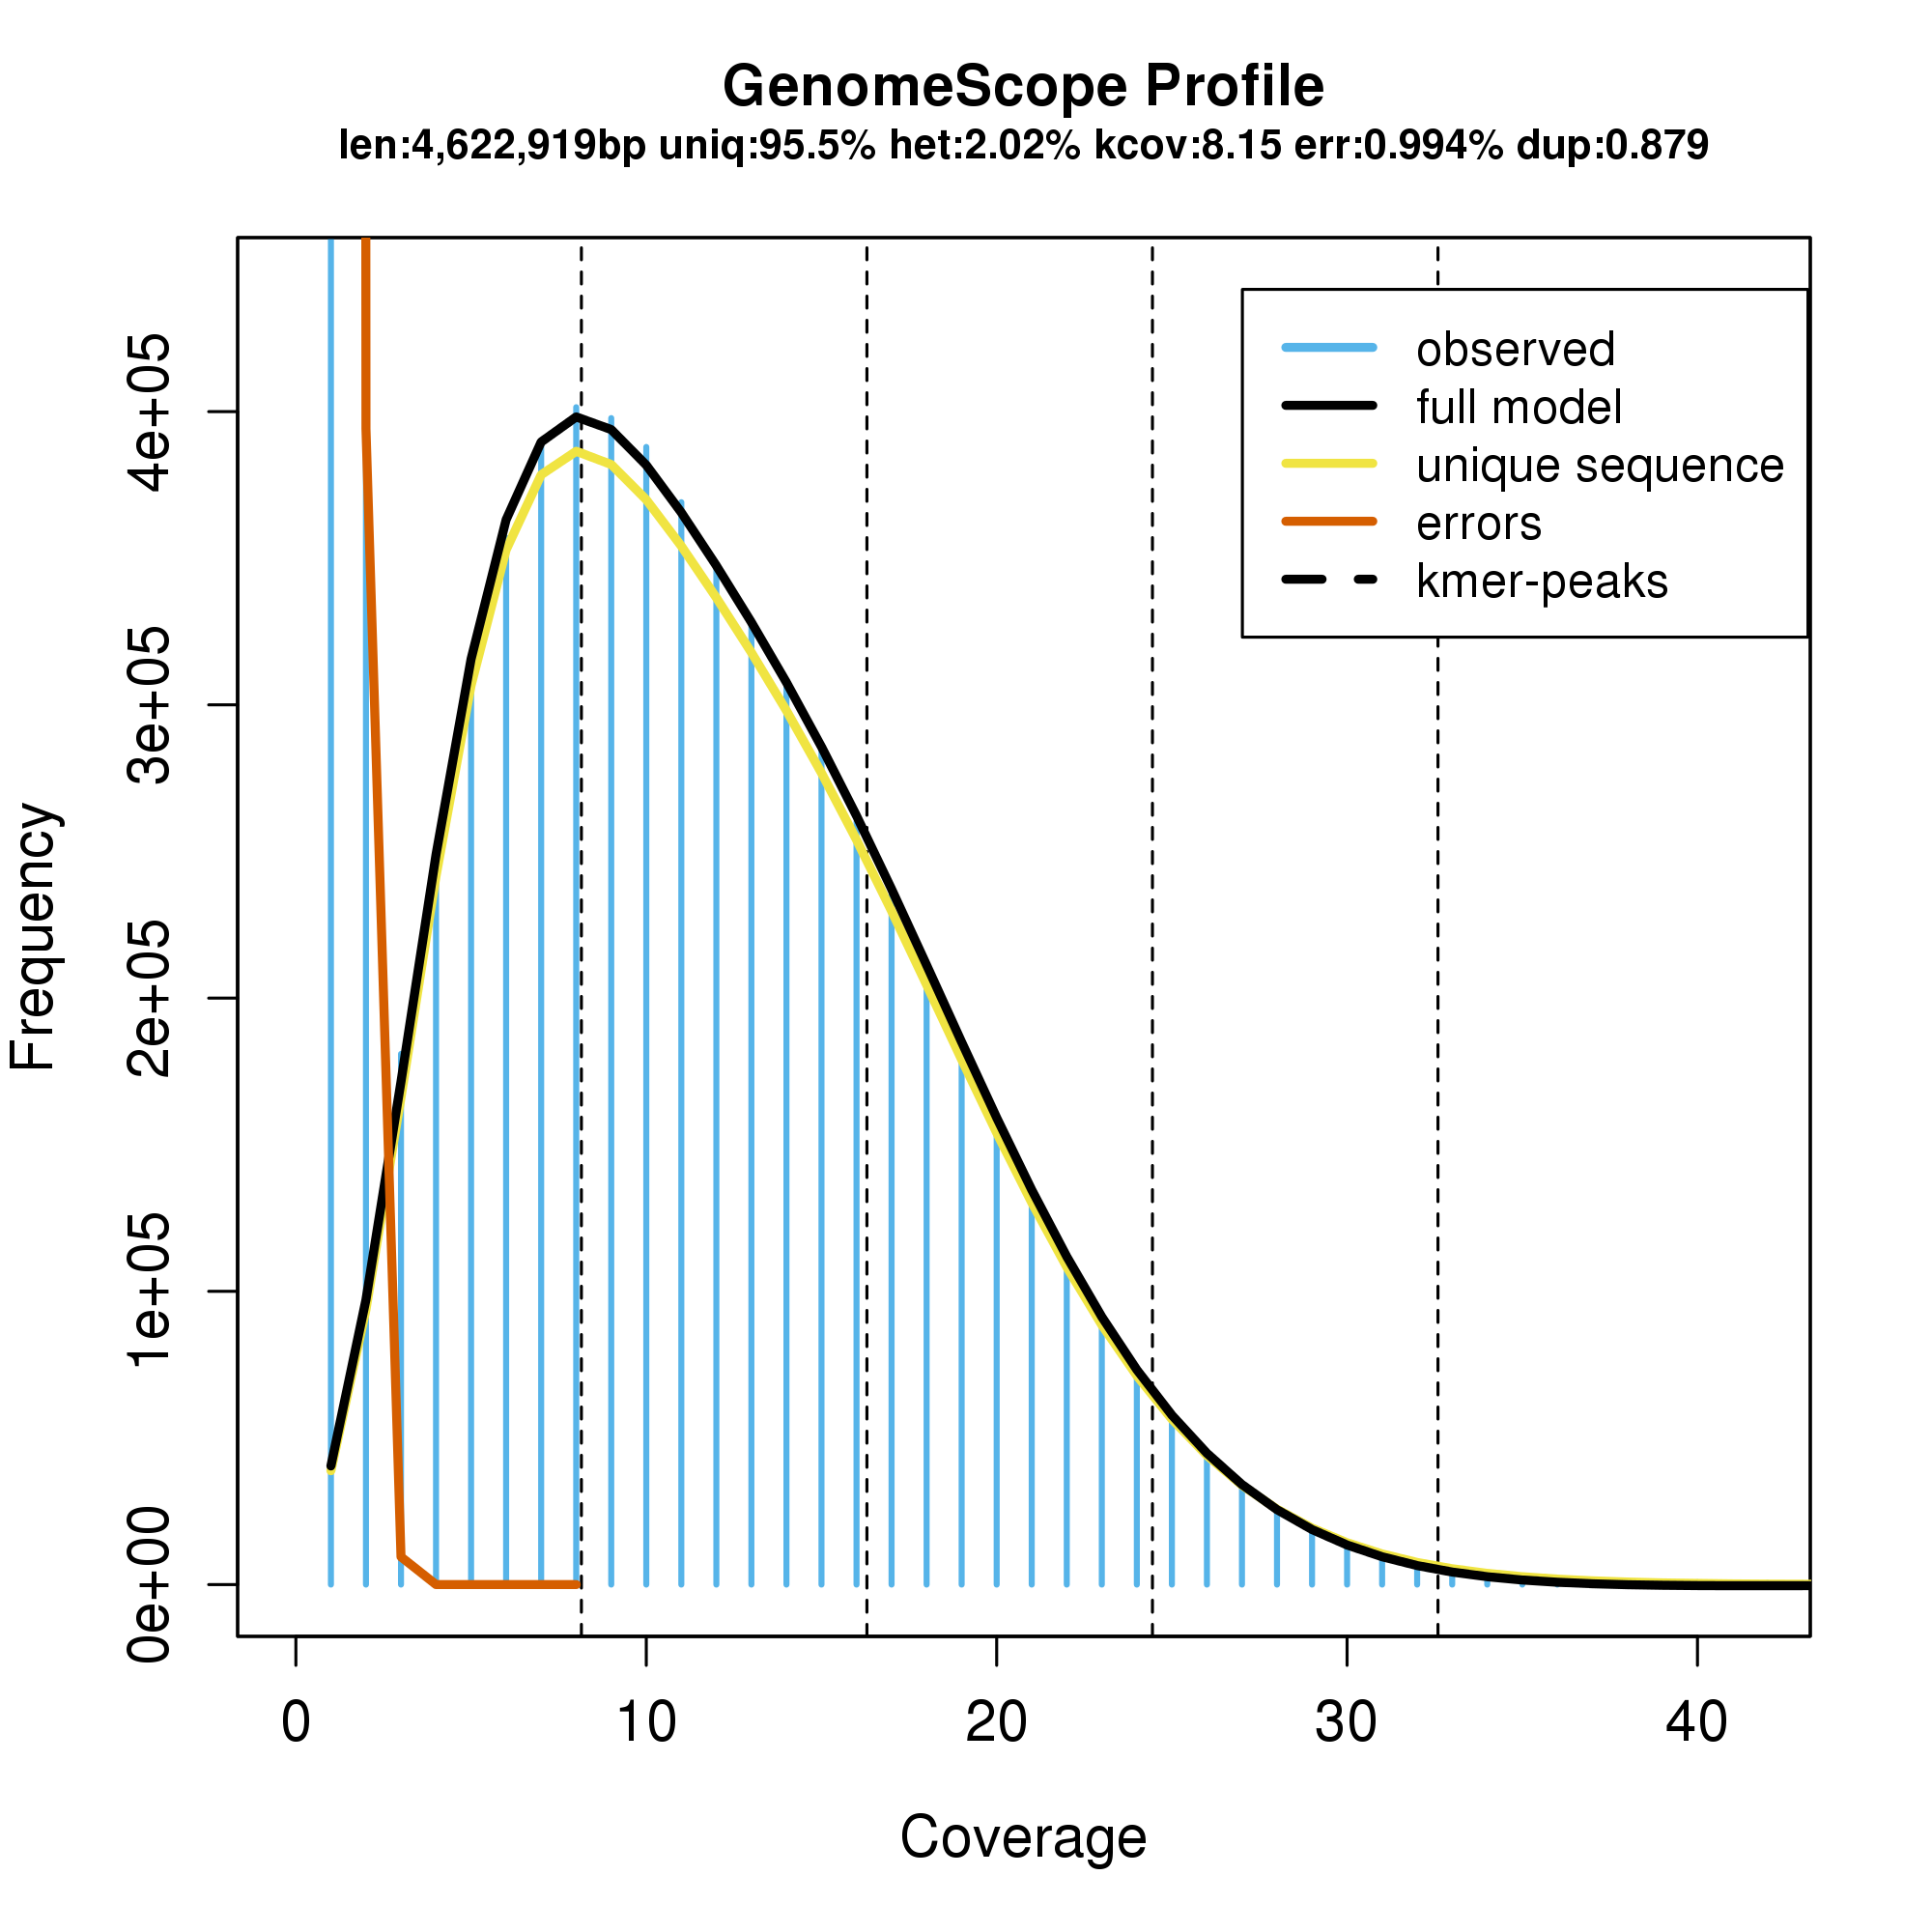 GenomeScope Profile
len:4,622,919bp uniq:95.5% het:2.02% kcov:8.15 err:0.994% dup:0.879
observed
full model
unique sequence
errors
kmer-peaks
Frequency
4e+05
3e+05
2e+05
1e+05
0e+00
0 10 20 30 40
Coverage